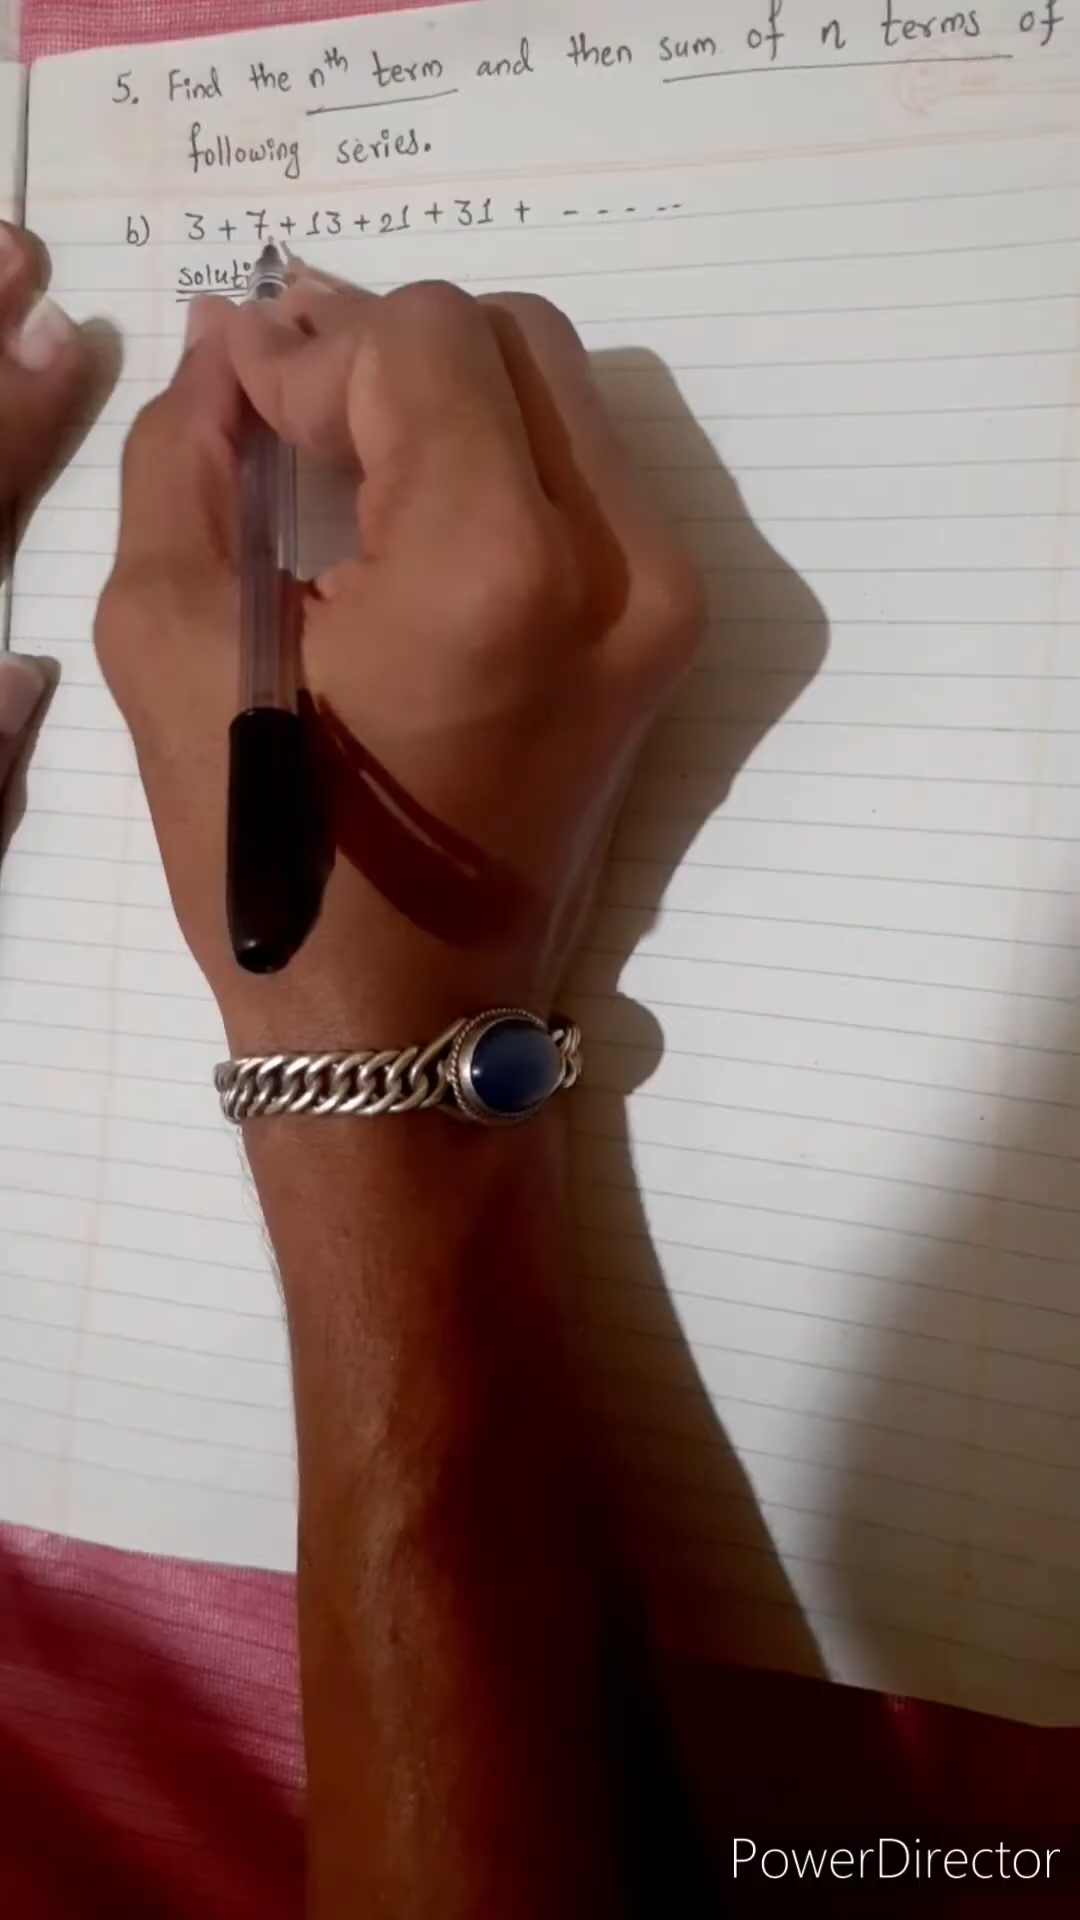 5. Find the nth term and then sum of n terms of
following series.
b) 3 + 7 + 13 + 21 + 31 + - - - - -
soluti
PowerDirector